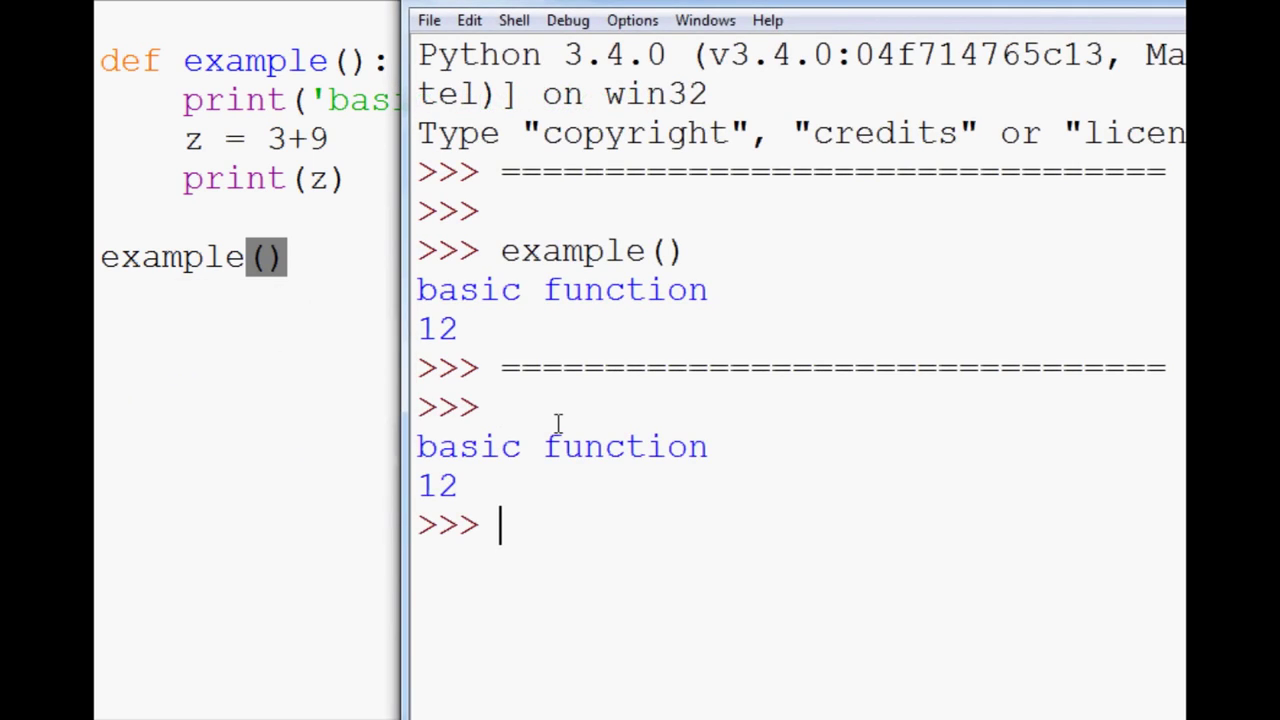 def example():
    print('basi
    z = 3+9
    print(z)
example()
File Edit Shell Debug Options Windows Help
Python 3.4.0 (v3.4.0:04f714765c13, Ma
tel)] on win32
Type "copyright", "credits" or "licen
>>> ================================
>>>
>>> example()
basic function
12
>>> ================================
>>>
basic function
12
>>>